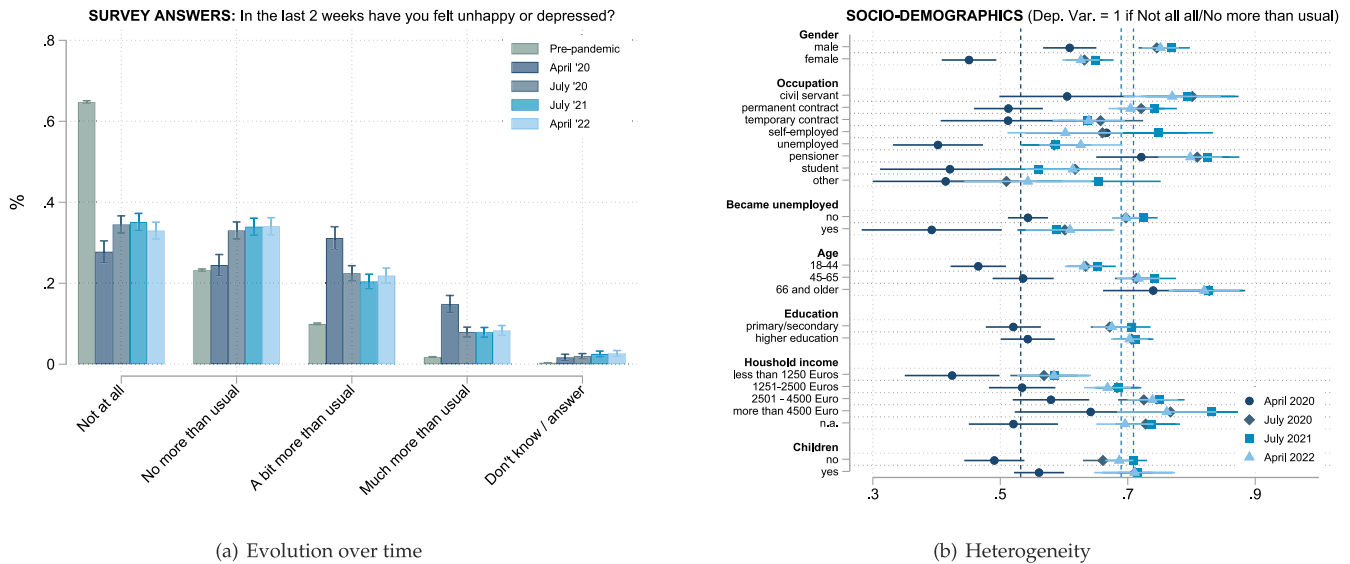 SURVEY ANSWERS: In the last 2 weeks have you felt unhappy or depressed?
.8
.6
.4
.2
0
%
Pre-pandemic
April '20
July '20
July '21
April '22
Not at all
No more than usual
A bit more than usual
Much more than usual
Don't know / answer
(a) Evolution over time
SOCIO-DEMOGRAPHICS (Dep. Var. = 1 if Not all all/No more than usual)
Gender
male
female
Occupation
civil servant
permanent contract
temporary contract
self-employed
unemployed
pensioner
student
other
Became unemployed
no
yes
Age
18-44
45-65
66 and older
Education
primary/secondary
higher education
Houshold income
less than 1250 Euros
1251-2500 Euros
2501 - 4500 Euro
more than 4500 Euro
n.a.
Children
no
yes
April 2020
July 2020
July 2021
April 2022
.3
.5
.7
.9
(b) Heterogeneity